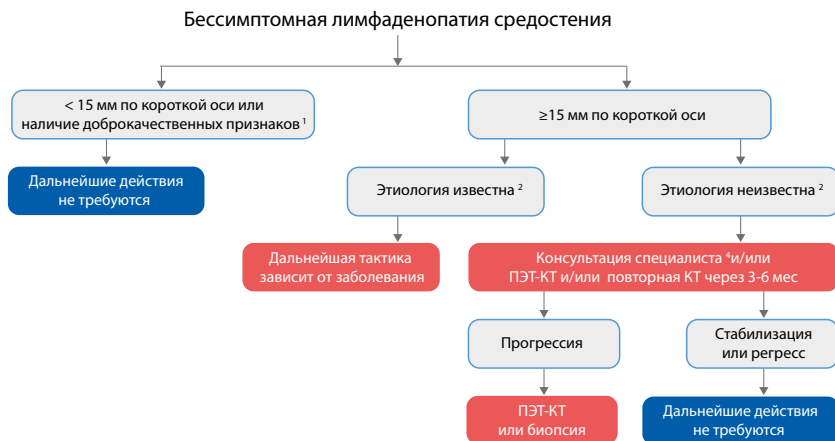 Бессимптомная лимфаденопатия средостения
< 15 мм по короткой оси или
наличие доброкачественных признаков ¹
≥15 мм по короткой оси
Дальнейшие действия
не требуются
Этиология известна ²
Этиология неизвестна ²
Дальнейшая тактика
зависит от заболевания
Консультация специалиста ⁴и/или
ПЭТ-КТ и/или повторная КТ через 3-6 мес
Прогрессия
Стабилизация
или регресс
ПЭТ-КТ
или биопсия
Дальнейшие действия
не требуются